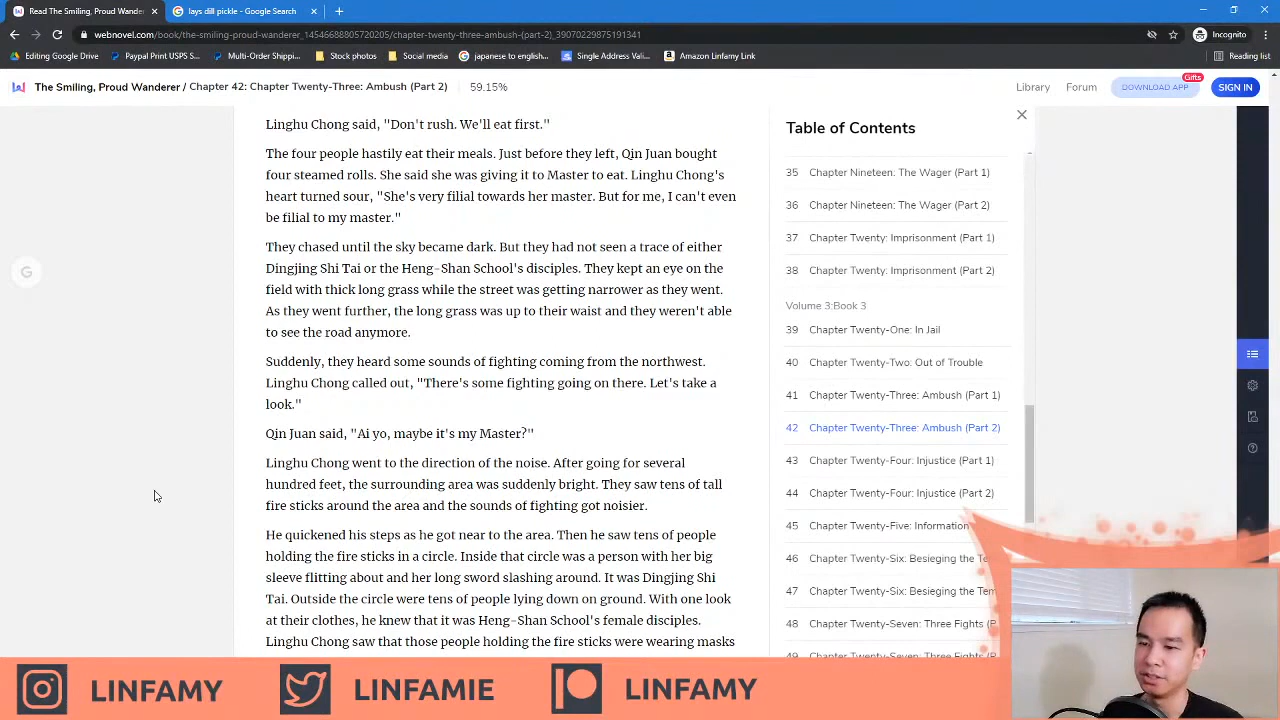 Read The Smiling, Proud Wander
lays dill pickle - Google Search
webnovel.com/book/the-smiling-proud-wanderer_14546688805720205/chapter-twenty-three-ambush-(part-2)_39070229875191341
Incognito
Editing Google Drive
Paypal Print USPS S...
Multi-Order Shippi...
Stock photos
Social media
japanese to english...
Single Address Vali...
Amazon Linfamy Link
Reading list
The Smiling, Proud Wanderer / Chapter 42: Chapter Twenty-Three: Ambush (Part 2)
59.15%
Library
Forum
DOWNLOAD APP
Gifts
SIGN IN
Linghu Chong said, "Don't rush. We'll eat first."
The four people hastily eat their meals. Just before they left, Qin Juan bought
four steamed rolls. She said she was giving it to Master to eat. Linghu Chong's
heart turned sour, "She's very filial towards her master. But for me, I can't even
be filial to my master."
They chased until the sky became dark. But they had not seen a trace of either
Dingjing Shi Tai or the Heng-Shan School's disciples. They kept an eye on the
field with thick long grass while the street was getting narrower as they went.
As they went further, the long grass was up to their waist and they weren't able
to see the road anymore.
Suddenly, they heard some sounds of fighting coming from the northwest.
Linghu Chong called out, "There's some fighting going on there. Let's take a
look."
Qin Juan said, "Ai yo, maybe it's my Master?"
Linghu Chong went to the direction of the noise. After going for several
hundred feet, the surrounding area was suddenly bright. They saw tens of tall
fire sticks around the area and the sounds of fighting got noisier.
He quickened his steps as he got near to the area. Then he saw tens of people
holding the fire sticks in a circle. Inside that circle was a person with her big
sleeve flitting about and her long sword slashing around. It was Dingjing Shi
Tai. Outside the circle were tens of people lying down on ground. With one look
at their clothes, he knew that it was Heng-Shan School's female disciples.
Linghu Chong saw that those people holding the fire sticks were wearing masks
Table of Contents
35 Chapter Nineteen: The Wager (Part 1)
36 Chapter Nineteen: The Wager (Part 2)
37 Chapter Twenty: Imprisonment (Part 1)
38 Chapter Twenty: Imprisonment (Part 2)
Volume 3:Book 3
39 Chapter Twenty-One: In Jail
40 Chapter Twenty-Two: Out of Trouble
41 Chapter Twenty-Three: Ambush (Part 1)
42 Chapter Twenty-Three: Ambush (Part 2)
43 Chapter Twenty-Four: Injustice (Part 1)
44 Chapter Twenty-Four: Injustice (Part 2)
45 Chapter Twenty-Five: Information
46 Chapter Twenty-Six: Besieging the Te
47 Chapter Twenty-Six: Besieging the Tem
48 Chapter Twenty-Seven: Three Fights (P
49 Chapter Twenty-Seven: Three Fights (P
LINFAMY
LINFAMIE
LINFAMY